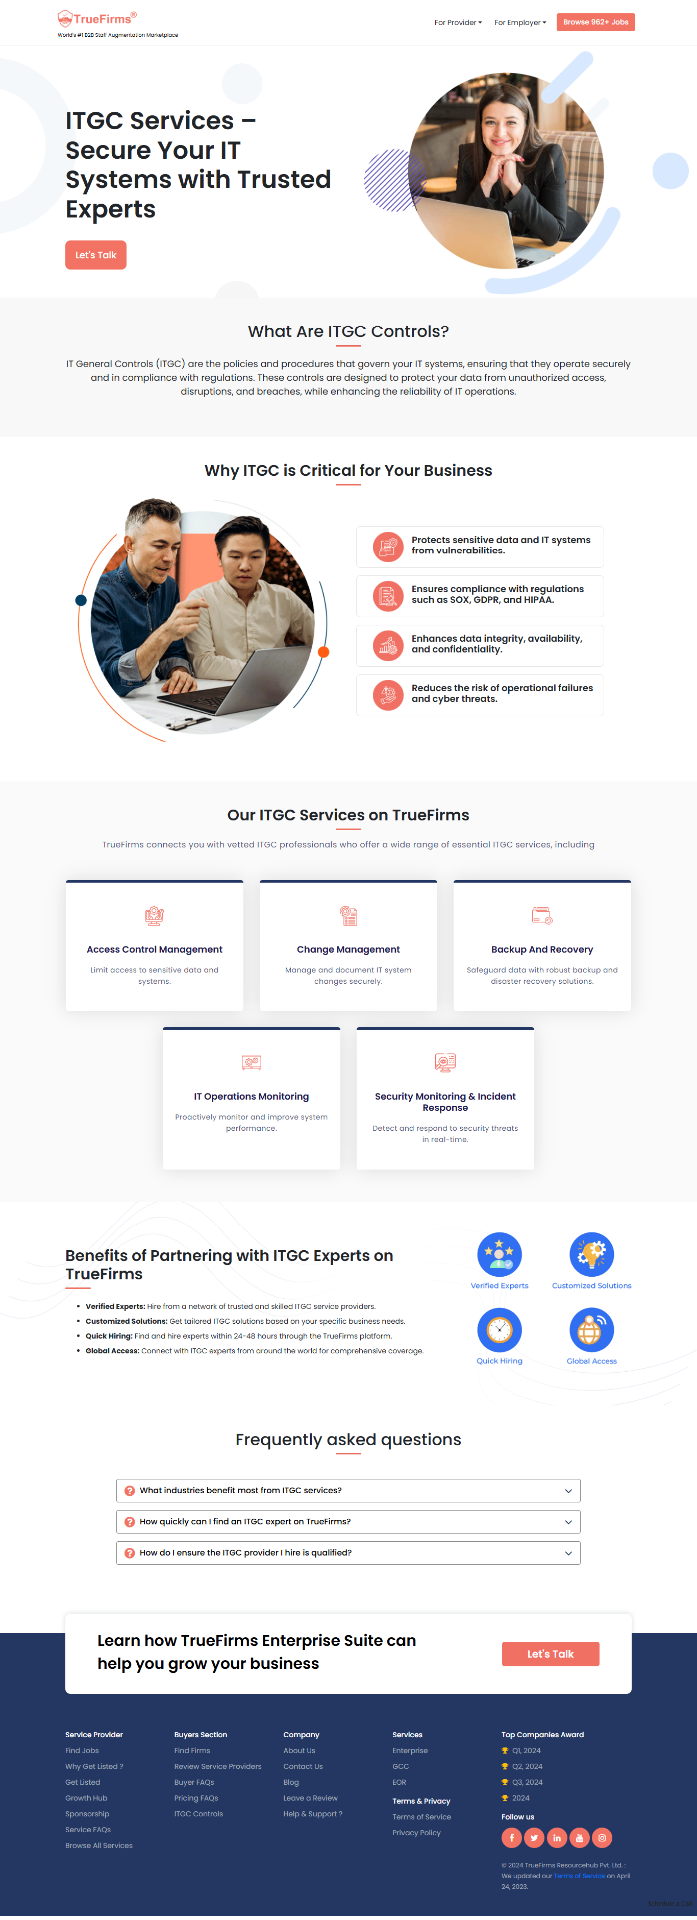 TrueFirms®
World's #1 B2B Staff Augmentation Marketplace
For Provider
For Employer
Browse 962+ Jobs
ITGC Services –
Secure Your IT
Systems with Trusted
Experts
Let's Talk
What Are ITGC Controls?
IT General Controls (ITGC) are the policies and procedures that govern your IT systems, ensuring that they operate securely
and in compliance with regulations. These controls are designed to protect your data from unauthorized access,
disruptions, and breaches, while enhancing the reliability of IT operations.
Why ITGC is Critical for Your Business
Protects sensitive data and IT systems
from vulnerabilities.
Ensures compliance with regulations
such as SOX, GDPR, and HIPAA.
Enhances data integrity, availability,
and confidentiality.
Reduces the risk of operational failures
and cyber threats.
Our ITGC Services on TrueFirms
TrueFirms connects you with vetted ITGC professionals who offer a wide range of essential ITGC services, including
Access Control Management
Limit access to sensitive data and
systems.
Change Management
Manage and document IT system
changes securely.
Backup And Recovery
Safeguard data with robust backup and
disaster recovery solutions.
IT Operations Monitoring
Proactively monitor and improve system
performance.
Security Monitoring & Incident
Response
Detect and respond to security threats
in real-time.
Benefits of Partnering with ITGC Experts on
TrueFirms
• Verified Experts: Hire from a network of trusted and skilled ITGC service providers.
• Customized Solutions: Get tailored ITGC solutions based on your specific business needs.
• Quick Hiring: Find and hire experts within 24-48 hours through the TrueFirms platform.
• Global Access: Connect with ITGC experts from around the world for comprehensive coverage.
Verified Experts
Customized Solutions
Quick Hiring
Global Access
Frequently asked questions
What industries benefit most from ITGC services?
How quickly can I find an ITGC expert on TrueFirms?
How do I ensure the ITGC provider I hire is qualified?
Learn how TrueFirms Enterprise Suite can
help you grow your business
Let's Talk
Service Provider
Find Jobs
Why Get Listed ?
Get Listed
Growth Hub
Sponsorship
Service FAQs
Browse All Services
Buyers Section
Find Firms
Review Service Providers
Buyer FAQs
Pricing FAQs
ITGC Controls
Company
About Us
Contact Us
Blog
Leave a Review
Help & Support ?
Services
Enterprise
GCC
EOR
Terms & Privacy
Terms of Service
Privacy Policy
Top Companies Award
Q1, 2024
Q2, 2024
Q3, 2024
2024
Follow us
© 2024 TrueFirms Resourcehub Pvt. Ltd. :
We updated our Terms of Service on April
24, 2023.
Schedule a Call